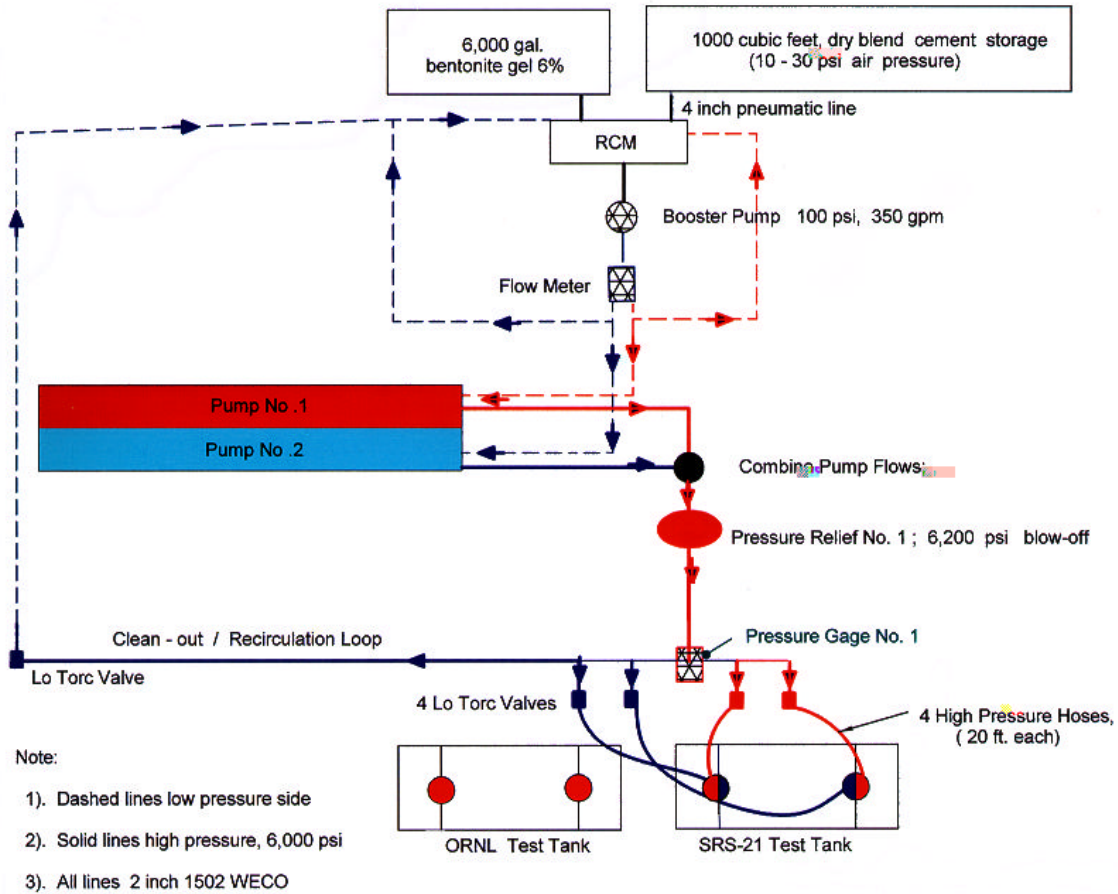 6,000 gal.
bentonite gel 6%
1000 cubic feet, dry blend cement storage
(10 - 30 psi air pressure)
4 inch pneumatic line
RCM
Booster Pump 100 psi, 350 gpm
Flow Meter
Pump No .1
Pump No .2
Combine Pump Flows;
Pressure Relief No. 1 ; 6,200 psi blow-off
Clean - out / Recirculation Loop
Pressure Gage No. 1
Lo Torc Valve
4 Lo Torc Valves
4 High Pressure Hoses,
( 20 ft. each)
Note:
1). Dashed lines low pressure side
2). Solid lines high pressure, 6,000 psi
3). All lines 2 inch 1502 WECO
ORNL Test Tank
SRS-21 Test Tank